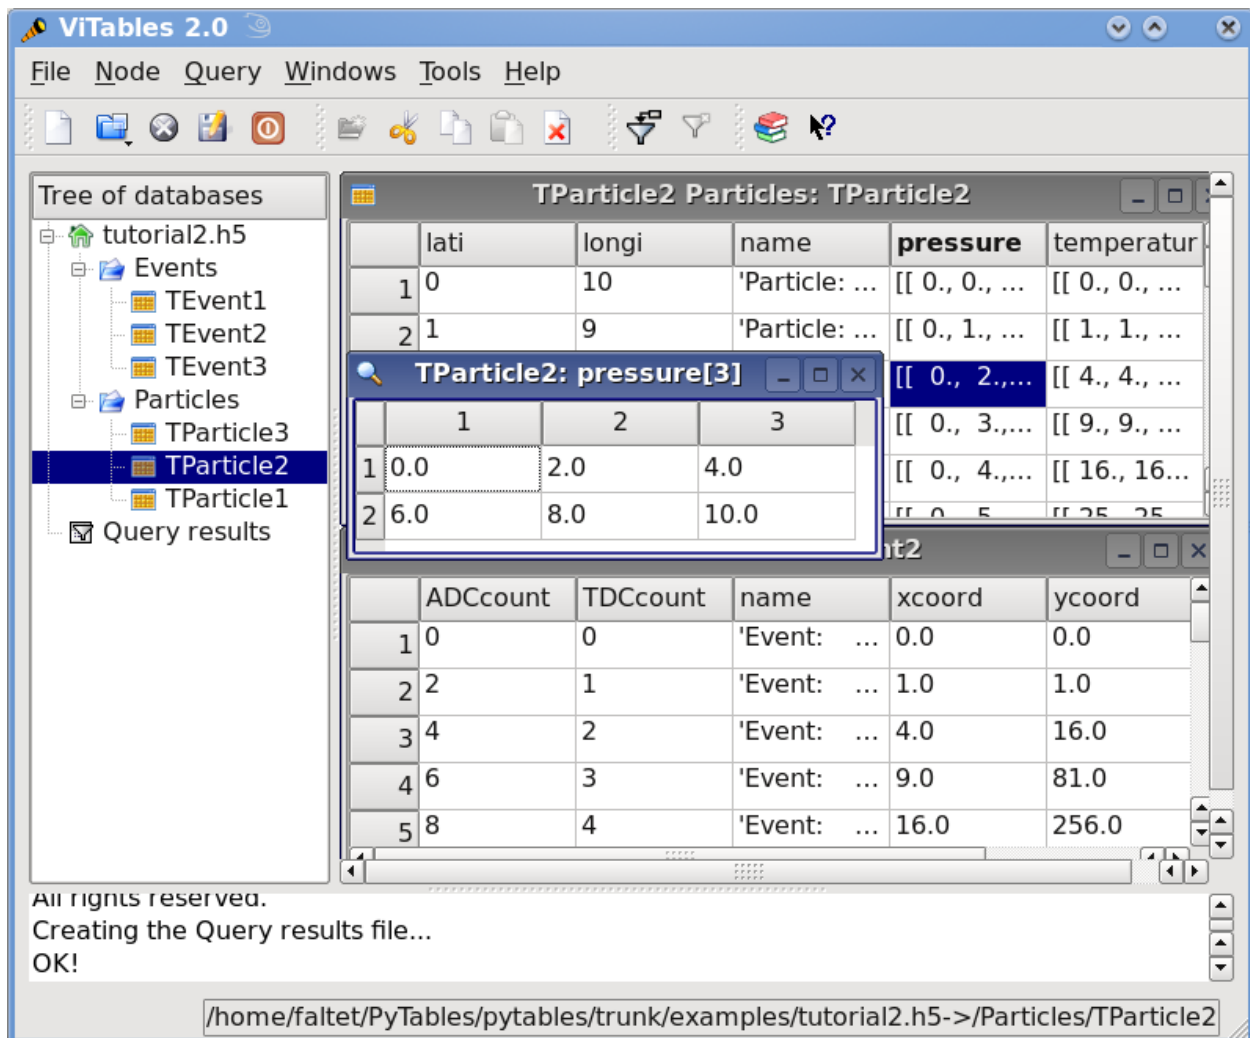 ViTables 2.0
File Node Query Windows Tools Help
Tree of databases
tutorial2.h5
Events
TEvent1
TEvent2
TEvent3
Particles
TParticle3
TParticle2
TParticle1
Query results
TParticle2 Particles: TParticle2
lati longi name pressure temperatur
1 0 10 'Particle: ... [[ 0., 0., ... [[ 0., 0., ...
2 1 9 'Particle: ... [[ 0., 1., ... [[ 1., 1., ...
[[ 0., 2.,... [[ 4., 4., ...
[[ 0., 3.,... [[ 9., 9., ...
[[ 0., 4.,... [[ 16., 16...
TParticle2: pressure[3]
1 2 3
1 0.0 2.0 4.0
2 6.0 8.0 10.0
nt2
ADCcount TDCcount name xcoord ycoord
1 0 0 'Event: ... 0.0 0.0
2 2 1 'Event: ... 1.0 1.0
3 4 2 'Event: ... 4.0 16.0
4 6 3 'Event: ... 9.0 81.0
5 8 4 'Event: ... 16.0 256.0
All rights reserved.
Creating the Query results file...
OK!
/home/faltet/PyTables/pytables/trunk/examples/tutorial2.h5->/Particles/TParticle2